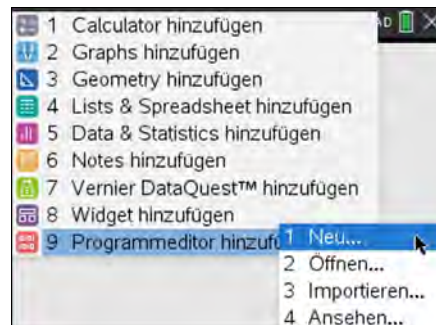 1 Calculator hinzufügen
AD
2 Graphs hinzufügen
3 Geometry hinzufügen
4 Lists & Spreadsheet hinzufügen
5 Data & Statistics hinzufügen
6 Notes hinzufügen
7 Vernier DataQuest™ hinzufügen
8 Widget hinzufügen
9 Programmeditor
1 Neu...
2 Öffnen...
3 Importieren...
4 Ansehen...